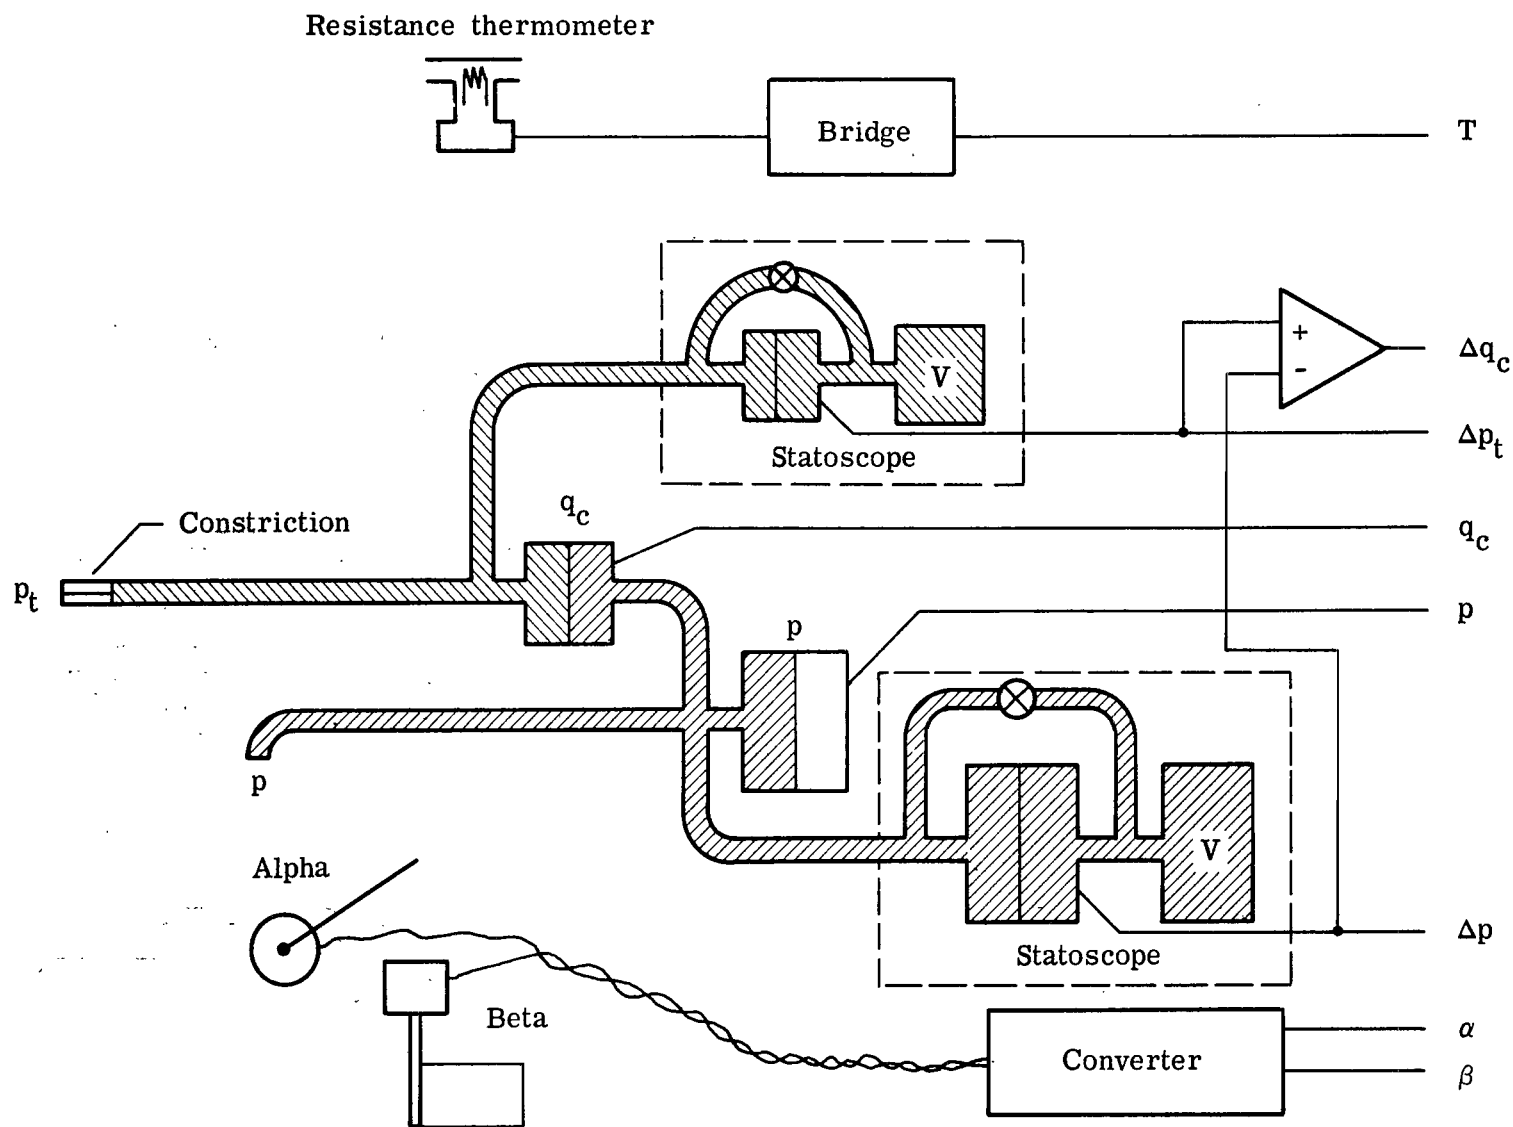 Resistance thermometer
Bridge
T
V
+
-
Δq_c
Statoscope
Δp_t
q_c
Constriction
q_c
p_t
p
p
p
V
Alpha
Statoscope
Δp
Beta
Converter
α
β